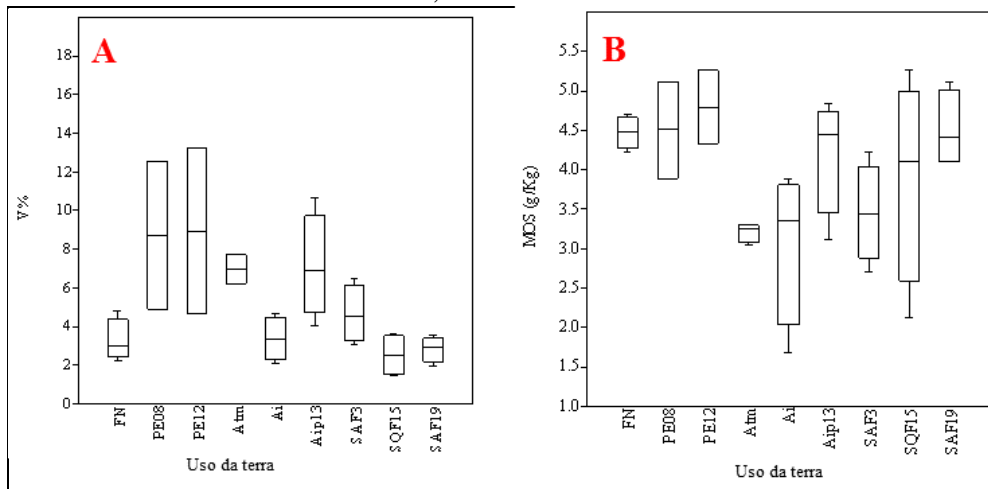 A
V%
18
16
14
12
10
8
6
4
2
0
FN
PE08
PE12
Atm
Ai
Aip13
SAF3
SQF15
SAF19
Uso da terra
B
MOS (g/Kg)
5.5
5.0
4.5
4.0
3.5
3.0
2.5
2.0
1.5
1.0
FN
PE08
PE12
Atm
Ai
Aip13
SAF3
SQF15
SAF19
Uso da terra